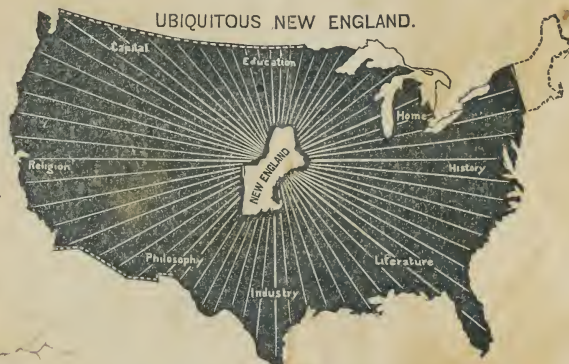 UBIQUITOUS NEW ENGLAND.
Capital
Education
Home
Religion
NEW ENGLAND
History
Philosophy
Literature
Industry